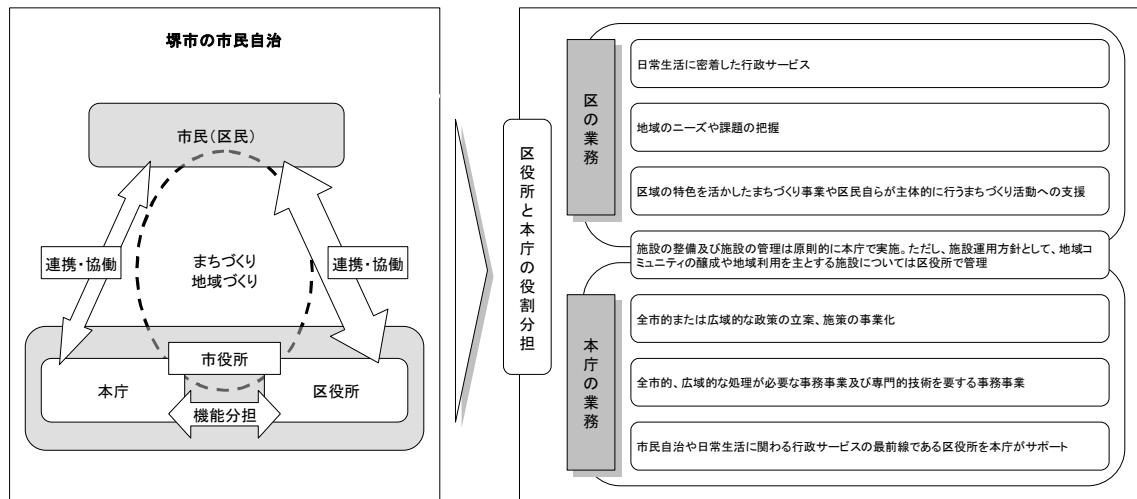 堺市の市民自治
市民(区民)
連携・協働
まちづくり
地域づくり
連携・協働
市役所
本庁
区役所
機能分担
区役所と本庁の役割分担
区の業務
日常生活に密着した行政サービス
地域のニーズや課題の把握
区域の特色を活かしたまちづくり事業や区民自らが主体的に行うまちづくり活動への支援
施設の整備及び施設の管理は原則的に本庁で実施。ただし、施設運用方針として、地域コ
ミュニティの醸成や地域利用を主とする施設については区役所で管理
本庁の業務
全市的または広域的な政策の立案、施策の事業化
全市的、広域的な処理が必要な事務事業及び専門的技術を要する事務事業
市民自治や日常生活に関わる行政サービスの最前線である区役所を本庁がサポート